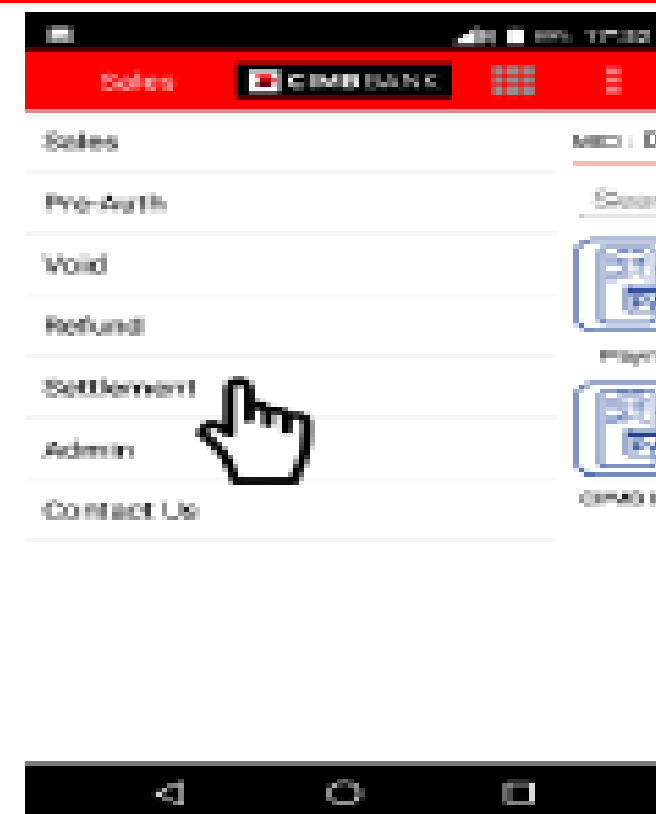 Sales CIMB BANK
Sales
MID :
Pre-Auth
Void
Refund
Settlement
Admin
Contact Us